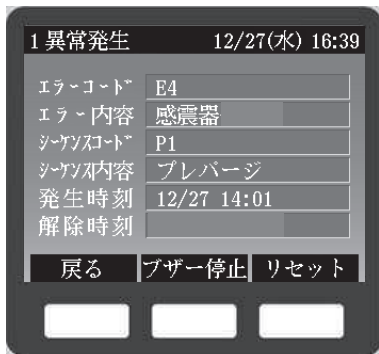 1 異常発生 12/27(水) 16:39
ｴﾗｰｺｰﾄﾞ E4
ｴﾗｰ内容 感震器
ｼｰｹﾝｽｺｰﾄﾞ P1
ｼｰｹﾝｽ内容 プレパージ
発生時刻 12/27 14:01
解除時刻
戻る ブザー停止 リセット